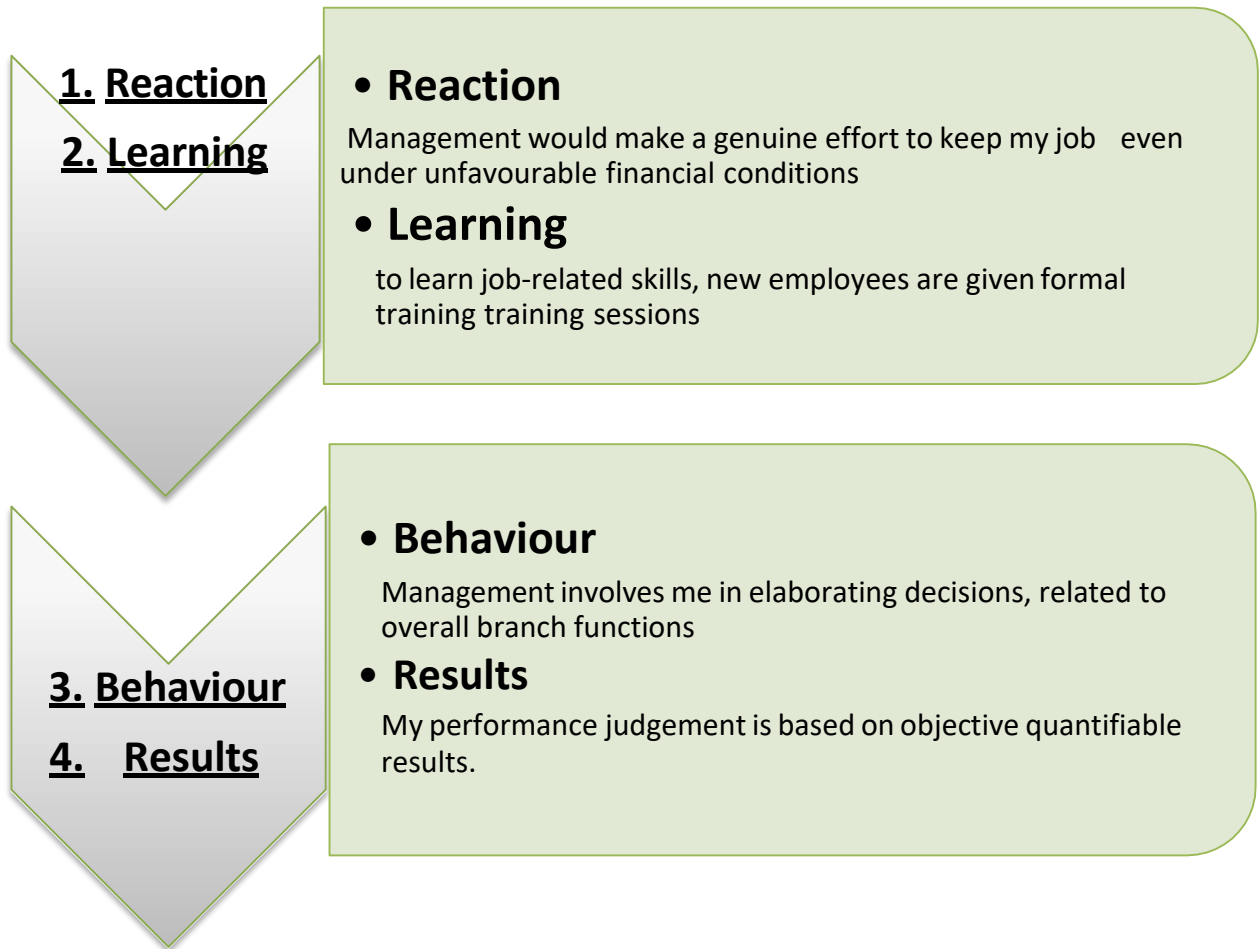 1. Reaction
2. Learning
• Reaction
Management would make a genuine effort to keep my job even
under unfavourable financial conditions
• Learning
to learn job-related skills, new employees are given formal
training training sessions
3. Behaviour
4. Results
• Behaviour
Management involves me in elaborating decisions, related to
overall branch functions
• Results
My performance judgement is based on objective quantifiable
results.